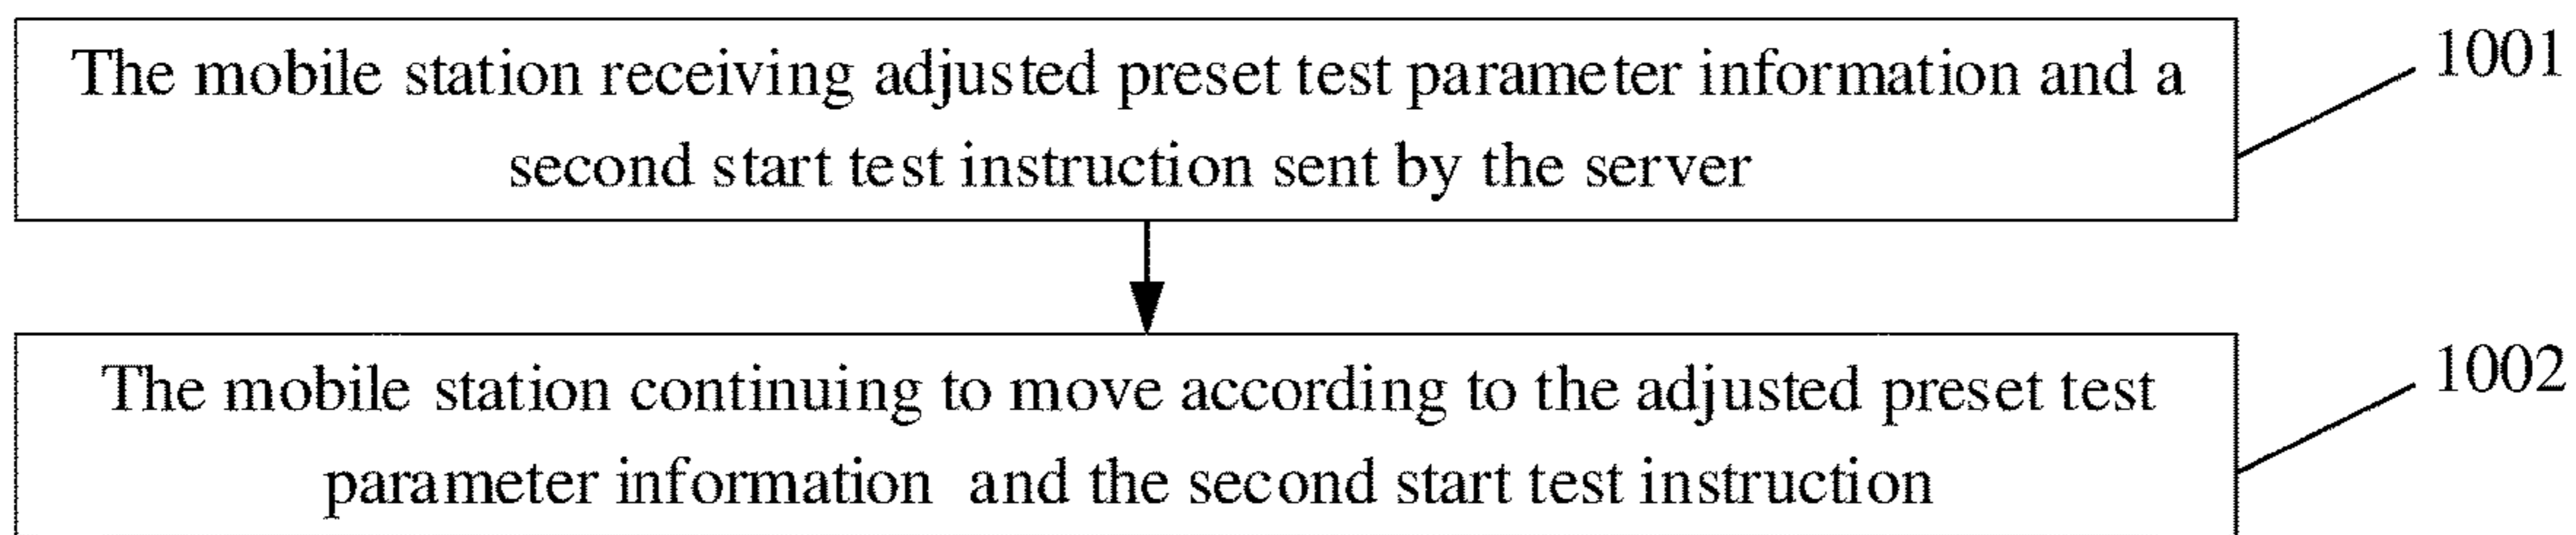 The mobile station receiving adjusted preset test parameter information and a
second start test instruction sent by the server
1001
The mobile station continuing to move according to the adjusted preset test
parameter information and the second start test instruction
1002